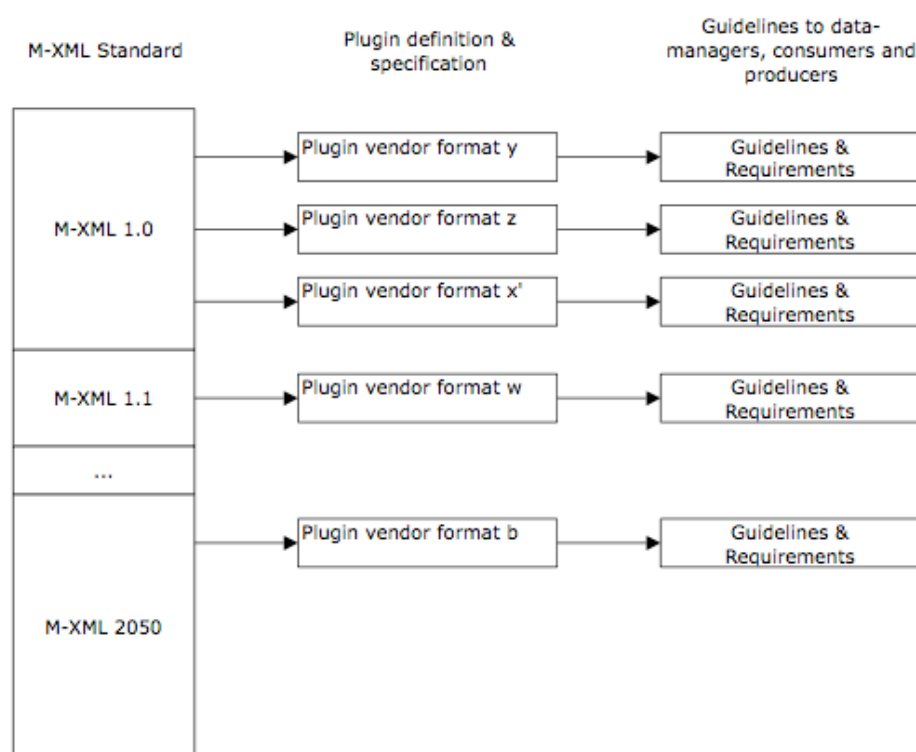 M-XML Standard
Plugin definition &
specification
Guidelines to data-
managers, consumers and
producers
M-XML 1.0
Plugin vendor format y
Guidelines &
Requirements
Plugin vendor format z
Guidelines &
Requirements
Plugin vendor format x'
Guidelines &
Requirements
M-XML 1.1
Plugin vendor format w
Guidelines &
Requirements
...
Plugin vendor format b
Guidelines &
Requirements
M-XML 2050